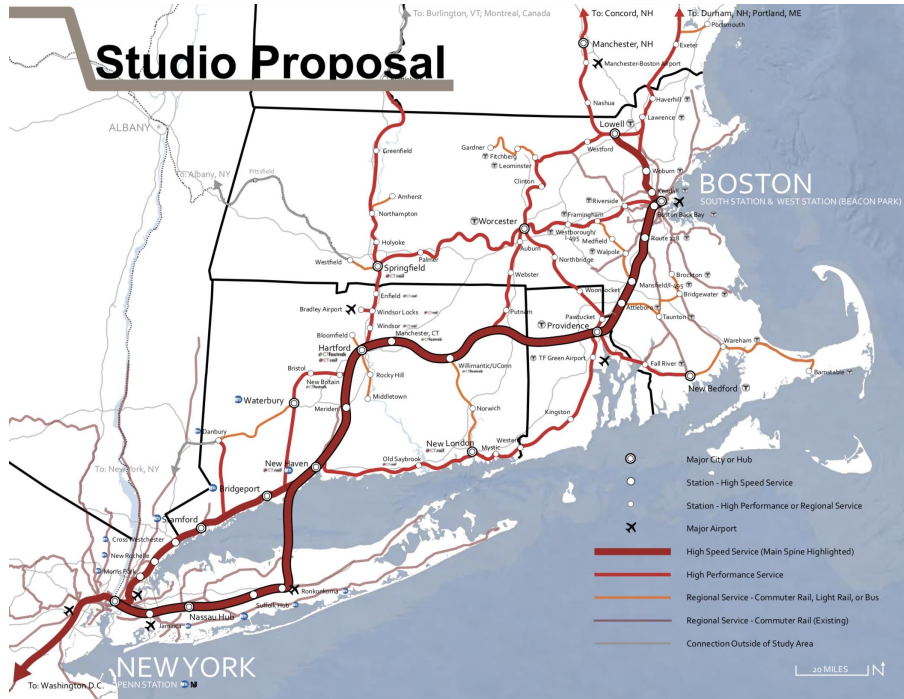 To: Burlington, VT; Montreal, Canada
To: Concord, NH
To: Durham, NH; Portland, ME
Portsmouth
Studio Proposal
Manchester, NH
Exeter
Manchester-Boston Airport
Nashua
Haverhill
Lawrence
ALBANY
Lowell
Greenfield
Gardner
Fitchberg
Leominster
Westford
Woburn
To: Albany, NY
Pittsfield
Clinton
BOSTON
SOUTH STATION & WEST STATION (BEACON PARK)
Amherst
Riverside
Northampton
Worcester
Framingham
Boston Back Bay
Westborough/
I-495
Medfield
Route 128
Holyoke
Auburn
Walpole
Westfield
Palmer
Northbridge
Springfield
CTrail
Webster
Brockton
Mansfield/I-495
Bridgewater
Enfield
Woonsocket
Bradley Airport
Windsor Locks
Putnam
Attleboro
Pawtucket
Taunton
Windsor
Manchester, CT
Providence
Bloomfield
Hartford
CTfastrak
CTrail
Wareham
TF Green Airport
Fall River
Willimantic/UConn
Barnstable
Bristol
Rocky Hill
New Britain
New Bedford
Waterbury
Middletown
Meriden
Norwich
Kingston
Danbury
New London
Westerly
Mystic
Old Saybrook
New Haven
To: New York, NY
Bridgeport
Stamford
Cross Westchester
New Rochelle
Morris Park
Ronkonkoma
Suffolk Hub
Nassau Hub
Jamaica
NEW YORK
PENN STATION
To: Washington D.C.
Major City or Hub
Station - High Speed Service
Station - High Performance or Regional Service
Major Airport
High Speed Service (Main Spine Highlighted)
High Performance Service
Regional Service - Commuter Rail, Light Rail, or Bus
Regional Service - Commuter Rail (Existing)
Connection Outside of Study Area
20 MILES
N